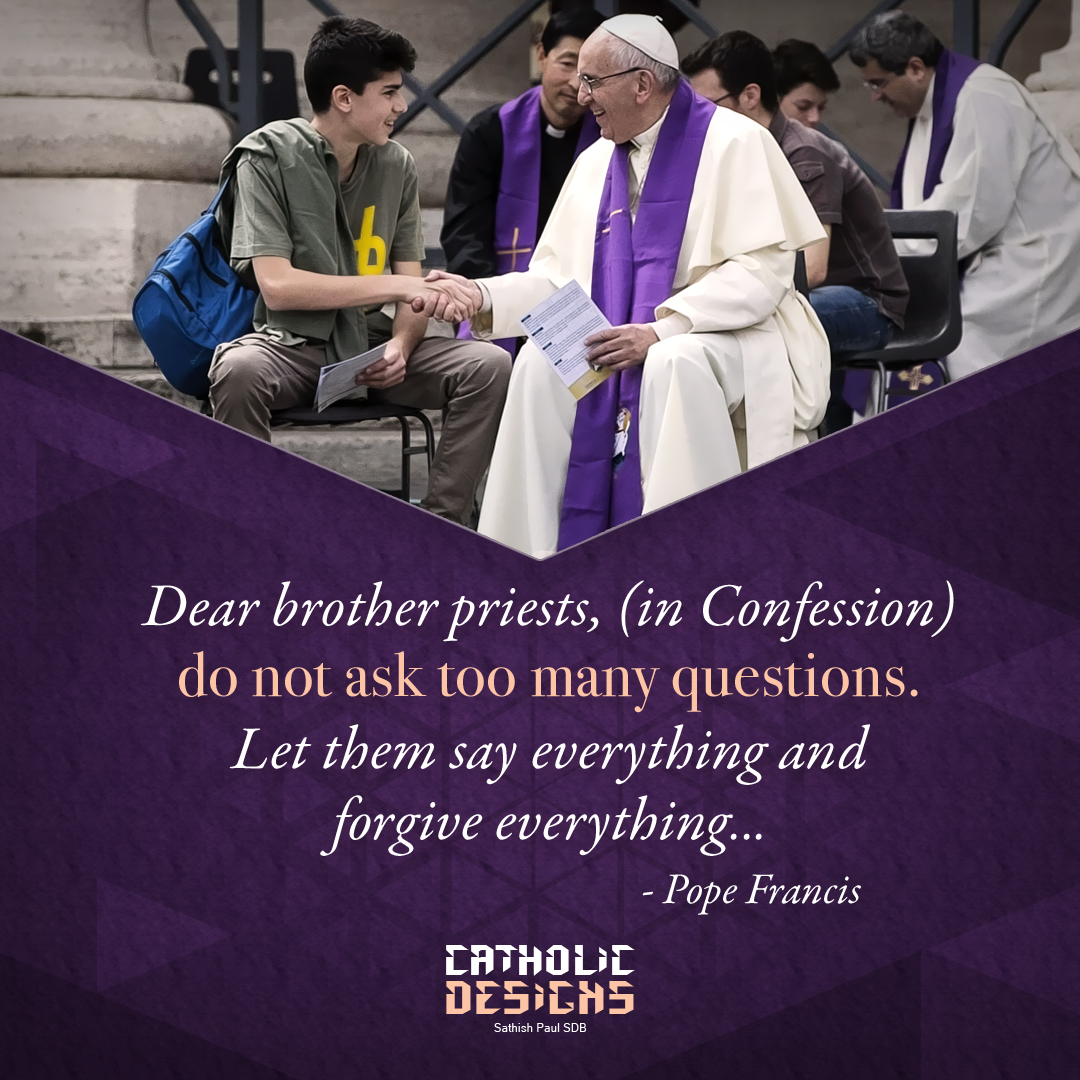 Dear brother priests, (in Confession)
do not ask too many questions.
Let them say everything and
forgive everything...
- Pope Francis
CATHOLIC
DESIGNS
Sathish Paul SDB